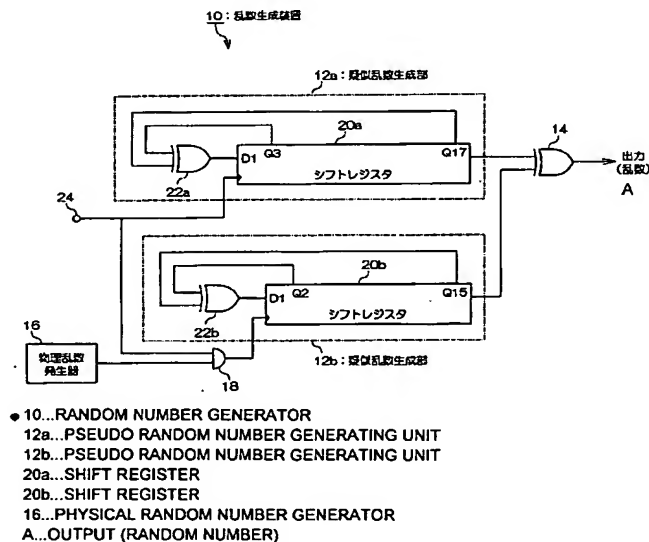 10：乱数生成装置
12a：疑似乱数生成部
20a
D1 Q3 Q17
シフトレジスタ
22a
14
出力
(乱数)
A
24
20b
D1 Q2 Q15
シフトレジスタ
22b
16
物理乱数
発生器
18
12b：疑似乱数生成部
10...RANDOM NUMBER GENERATOR
12a...PSEUDO RANDOM NUMBER GENERATING UNIT
12b...PSEUDO RANDOM NUMBER GENERATING UNIT
20a...SHIFT REGISTER
20b...SHIFT REGISTER
16...PHYSICAL RANDOM NUMBER GENERATOR
A...OUTPUT (RANDOM NUMBER)